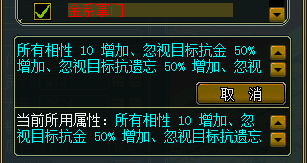 所有相性 10 增加、忽视目标抗金 50%
增加、忽视目标抗遗忘 50% 增加、忽视
取 消
当前所用属性：所有相性 10 增加、忽
视目标抗金 50% 增加、忽视目标抗遗忘